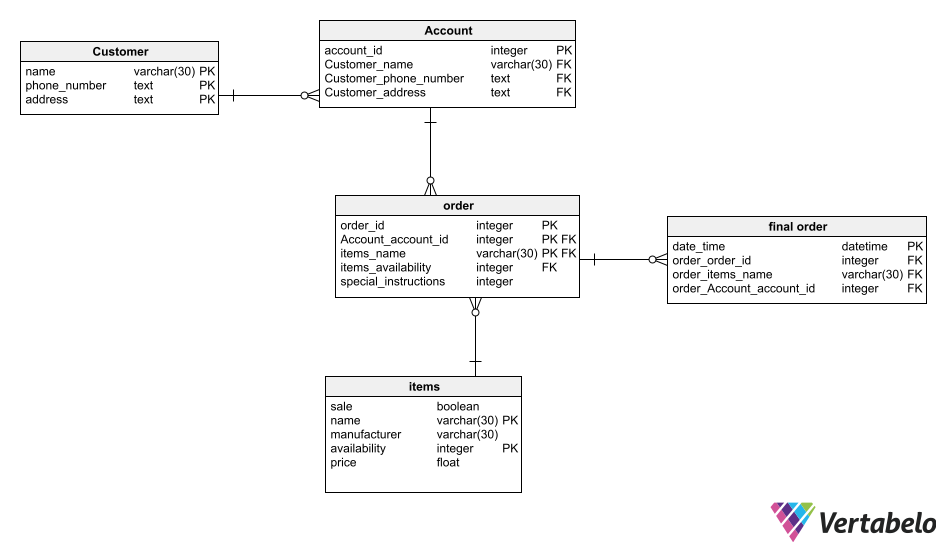 Customer
name varchar(30) PK
phone_number text PK
address text PK
Account
account_id integer PK
Customer_name varchar(30) FK
Customer_phone_number text FK
Customer_address text FK
order
order_id integer PK
Account_account_id integer PK FK
items_name varchar(30) PK FK
items_availability integer FK
special_instructions integer
final order
date_time datetime PK
order_order_id integer FK
order_items_name varchar(30) FK
order_Account_account_id integer FK
items
sale boolean
name varchar(30) PK
manufacturer varchar(30)
availability integer PK
price float
Vertabelo